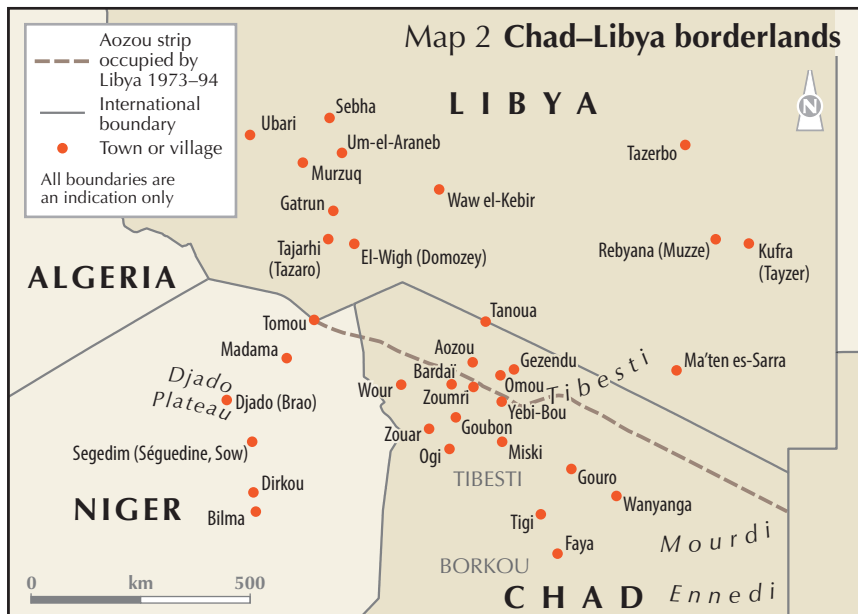 Map 2 Chad–Libya borderlands
Aozou strip
occupied by
Libya 1973–94
International
boundary
Town or village
All boundaries are
an indication only
N
LIBYA
Sebha
Ubari
Um-el-Araneb
Murzuq
Tazerbo
Waw el-Kebir
Gatrun
Tajarhi
(Tazaro)
El-Wigh (Domozey)
Rebyana (Muzze)
Kufra
(Tayzer)
ALGERIA
Tomou
Tanoua
Madama
Aozou
Gezendu
Ma'ten es-Sarra
Bardaï
Omou
Tibesti
Djado
Plateau
Wour
Zoumri
Djado (Brao)
Yebi-Bou
Goubon
Zouar
Segedim (Séguedine, Sow)
Ogi
Miski
TIBESTI
Gouro
Dirkou
Wanyanga
NIGER
Bilma
Tigi
Mourdi
Faya
BORKOU
CHAD
Ennedi
0 km 500